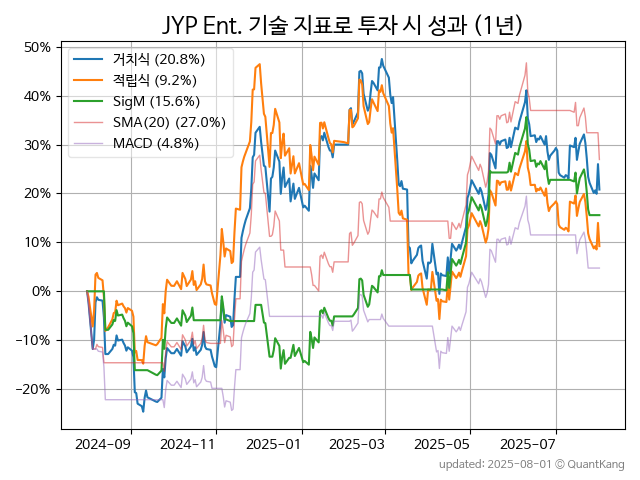 JYP Ent. 기술 지표로 투자 시 성과 (1년)
50%
40%
30%
20%
10%
0%
−10%
−20%
거치식 (20.8%)
적립식 (9.2%)
SigM (15.6%)
SMA(20) (27.0%)
MACD (4.8%)
2024-09
2024-11
2025-01
2025-03
2025-05
2025-07
updated: 2025-08-01 © QuantKang